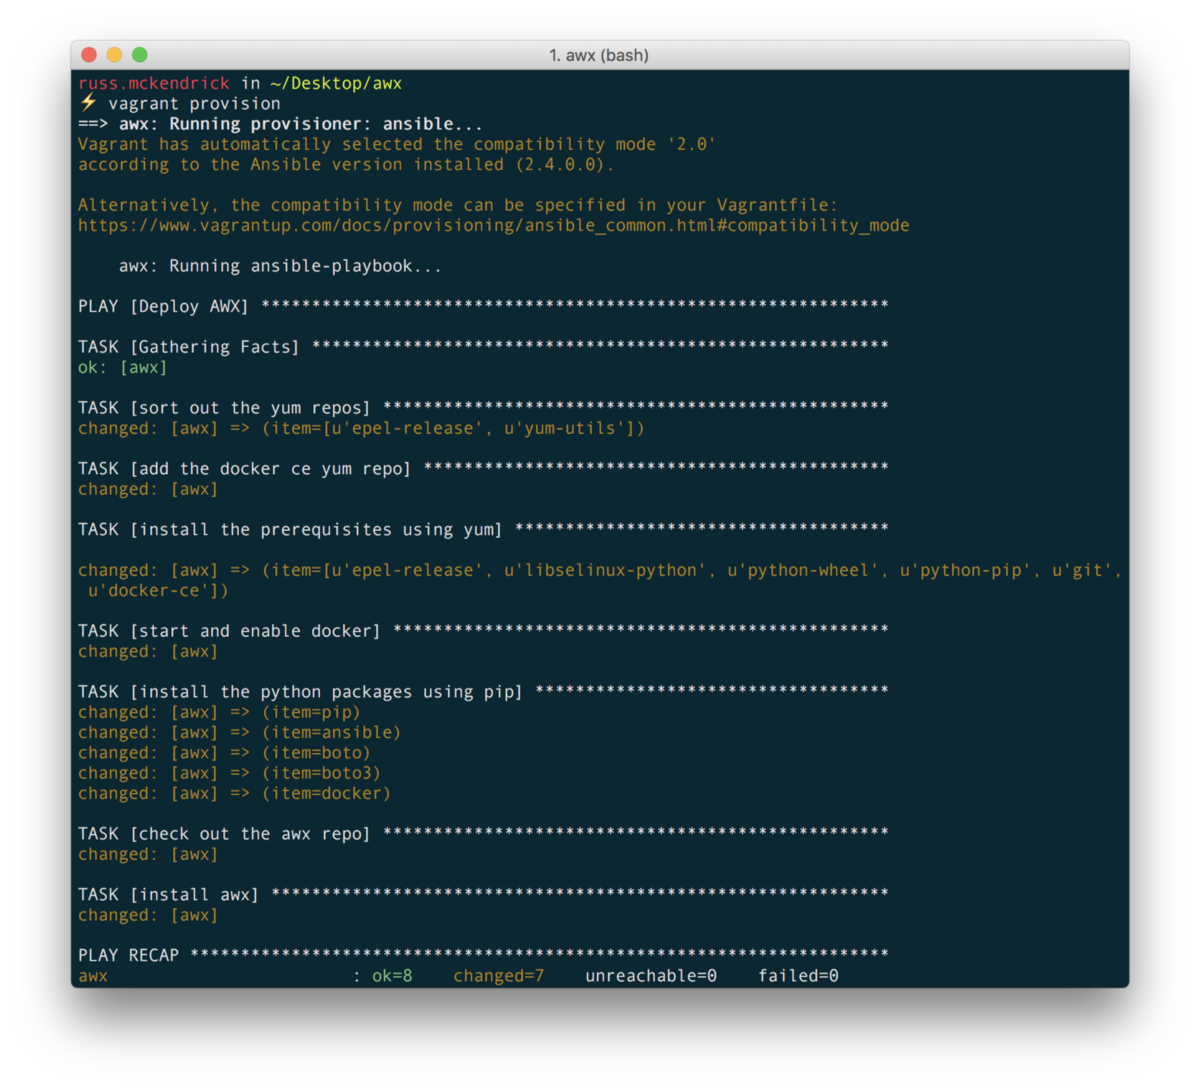 1. awx (bash)
russ.mckendrick in ~/Desktop/awx
⚡ vagrant provision
==> awx: Running provisioner: ansible...
Vagrant has automatically selected the compatibility mode '2.0'
according to the Ansible version installed (2.4.0.0).
Alternatively, the compatibility mode can be specified in your Vagrantfile:
https://www.vagrantup.com/docs/provisioning/ansible_common.html#compatibility_mode
awx: Running ansible-playbook...
PLAY [Deploy AWX] **************************************************************
TASK [Gathering Facts] *********************************************************
ok: [awx]
TASK [sort out the yum repos] **************************************************
changed: [awx] => (item=[u'epel-release', u'yum-utils'])
TASK [add the docker ce yum repo] **********************************************
changed: [awx]
TASK [install the prerequisites using yum] *************************************
changed: [awx] => (item=[u'epel-release', u'libselinux-python', u'python-wheel', u'python-pip', u'git',
u'docker-ce'])
TASK [start and enable docker] *************************************************
changed: [awx]
TASK [install the python packages using pip] ***********************************
changed: [awx] => (item=pip)
changed: [awx] => (item=ansible)
changed: [awx] => (item=boto)
changed: [awx] => (item=boto3)
changed: [awx] => (item=docker)
TASK [check out the awx repo] **************************************************
changed: [awx]
TASK [install awx] *************************************************************
changed: [awx]
PLAY RECAP *********************************************************************
awx : ok=8 changed=7 unreachable=0 failed=0